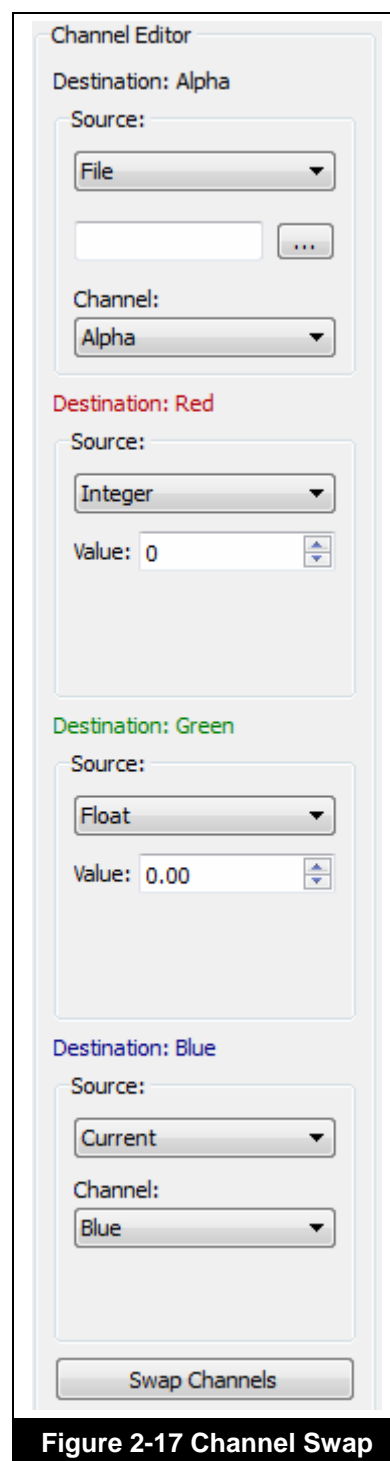 Channel Editor
Destination: Alpha
Source:
File
...
Channel:
Alpha
Destination: Red
Source:
Integer
Value: 0
Destination: Green
Source:
Float
Value: 0.00
Destination: Blue
Source:
Current
Channel:
Blue
Swap Channels
Figure 2-17 Channel Swap